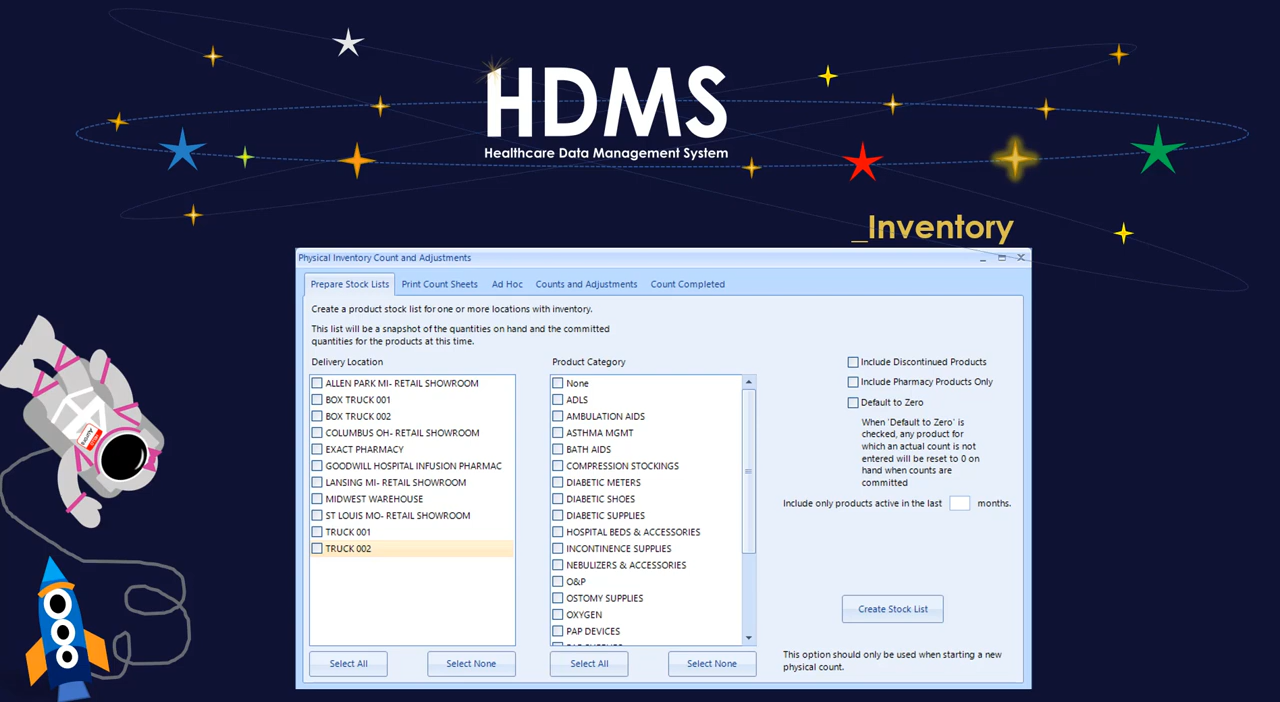 HDMS
Healthcare Data Management System
_Inventory
Physical Inventory Count and Adjustments
Prepare Stock Lists
Print Count Sheets
Ad Hoc
Counts and Adjustments
Count Completed
Create a product stock list for one or more locations with inventory.
This list will be a snapshot of the quantities on hand and the committed
quantities for the products at this time.
Delivery Location
ALLEN PARK MI- RETAIL SHOWROOM
BOX TRUCK 001
BOX TRUCK 002
COLUMBUS OH- RETAIL SHOWROOM
EXACT PHARMACY
GOODWILL HOSPITAL INFUSION PHARMAC
LANSING MI- RETAIL SHOWROOM
MIDWEST WAREHOUSE
ST LOUIS MO- RETAIL SHOWROOM
TRUCK 001
TRUCK 002
Select All
Select None
Product Category
None
ADLS
AMBULATION AIDS
ASTHMA MGMT
BATH AIDS
COMPRESSION STOCKINGS
DIABETIC METERS
DIABETIC SHOES
DIABETIC SUPPLIES
HOSPITAL BEDS & ACCESSORIES
INCONTINENCE SUPPLIES
NEBULIZERS & ACCESSORIES
O&P
OSTOMY SUPPLIES
OXYGEN
PAP DEVICES
Select All
Select None
Include Discontinued Products
Include Pharmacy Products Only
Default to Zero
When 'Default to Zero' is
checked, any product for
which an actual count is not
entered will be reset to 0 on
hand when counts are
committed
Include only products active in the last
months.
Create Stock List
This option should only be used when starting a new
physical count.